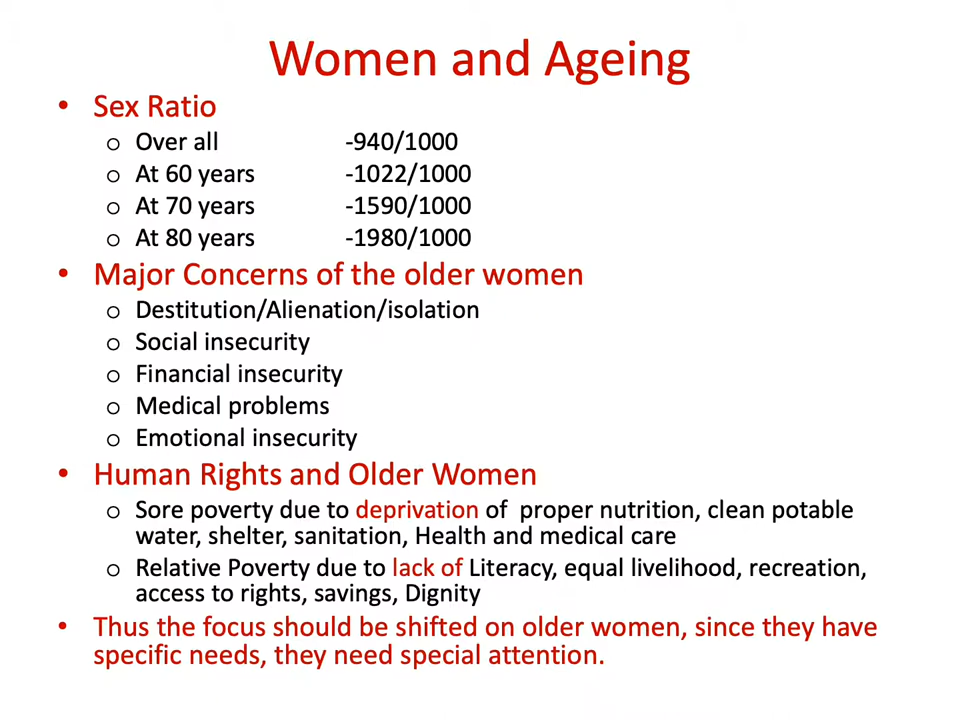 Women and Ageing
• Sex Ratio
o Over all -940/1000
o At 60 years -1022/1000
o At 70 years -1590/1000
o At 80 years -1980/1000
• Major Concerns of the older women
o Destitution/Alienation/isolation
o Social insecurity
o Financial insecurity
o Medical problems
o Emotional insecurity
• Human Rights and Older Women
o Sore poverty due to deprivation of proper nutrition, clean potable
water, shelter, sanitation, Health and medical care
o Relative Poverty due to lack of Literacy, equal livelihood, recreation,
access to rights, savings, Dignity
• Thus the focus should be shifted on older women, since they have
specific needs, they need special attention.